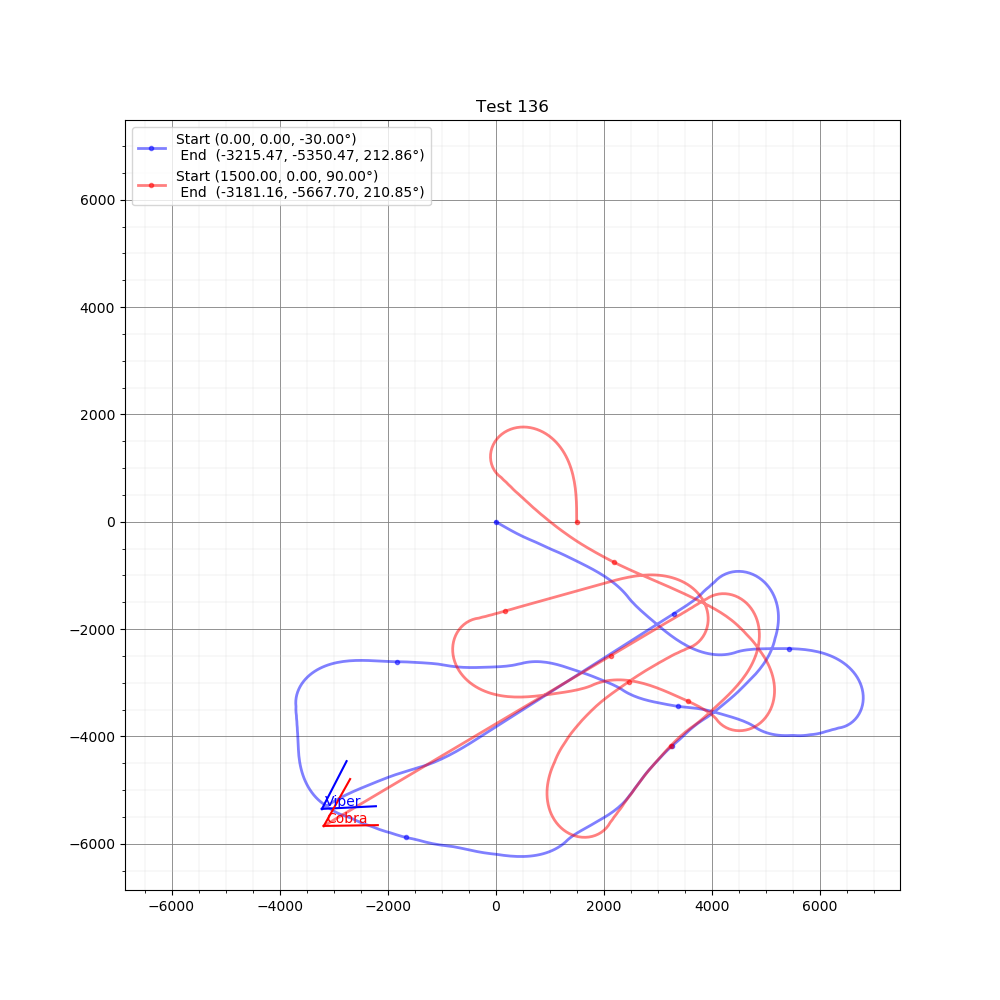 Test 136
Start (0.00, 0.00, -30.00°)
End  (-3215.47, -5350.47, 212.86°)
Start (1500.00, 0.00, 90.00°)
End  (-3181.16, -5667.70, 210.85°)
6000
4000
2000
0
−2000
−4000
−6000
Viper
Cobra
−6000 −4000 −2000 0 2000 4000 6000